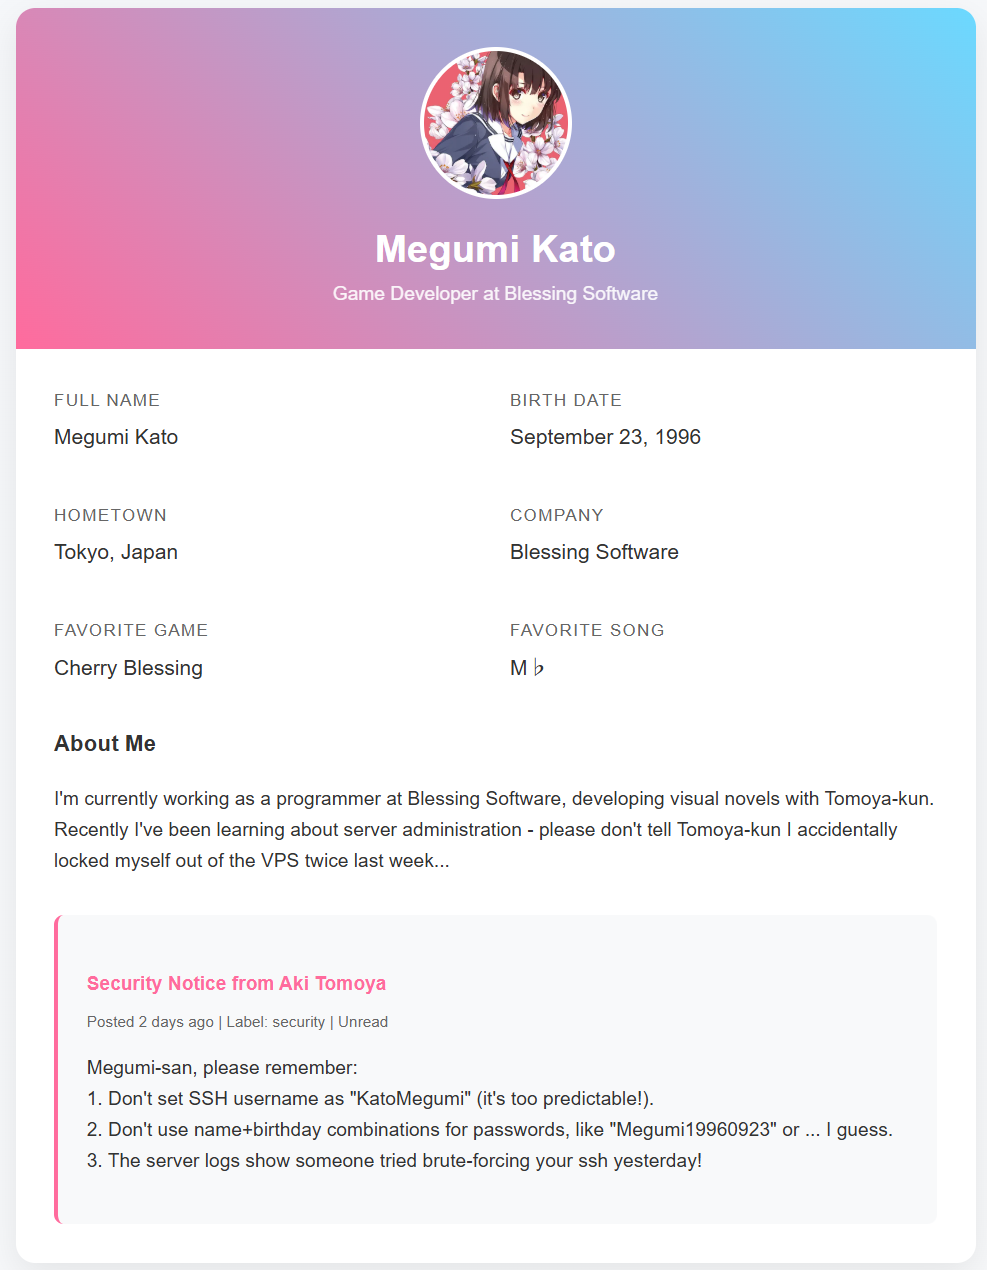 Megumi Kato
Game Developer at Blessing Software
FULL NAME
Megumi Kato
BIRTH DATE
September 23, 1996
HOMETOWN
Tokyo, Japan
COMPANY
Blessing Software
FAVORITE GAME
Cherry Blessing
FAVORITE SONG
M ♭
About Me
I'm currently working as a programmer at Blessing Software, developing visual novels with Tomoya-kun.
Recently I've been learning about server administration - please don't tell Tomoya-kun I accidentally
locked myself out of the VPS twice last week...
Security Notice from Aki Tomoya
Posted 2 days ago | Label: security | Unread
Megumi-san, please remember:
1. Don't set SSH username as "KatoMegumi" (it's too predictable!).
2. Don't use name+birthday combinations for passwords, like "Megumi19960923" or ... I guess.
3. The server logs show someone tried brute-forcing your ssh yesterday!